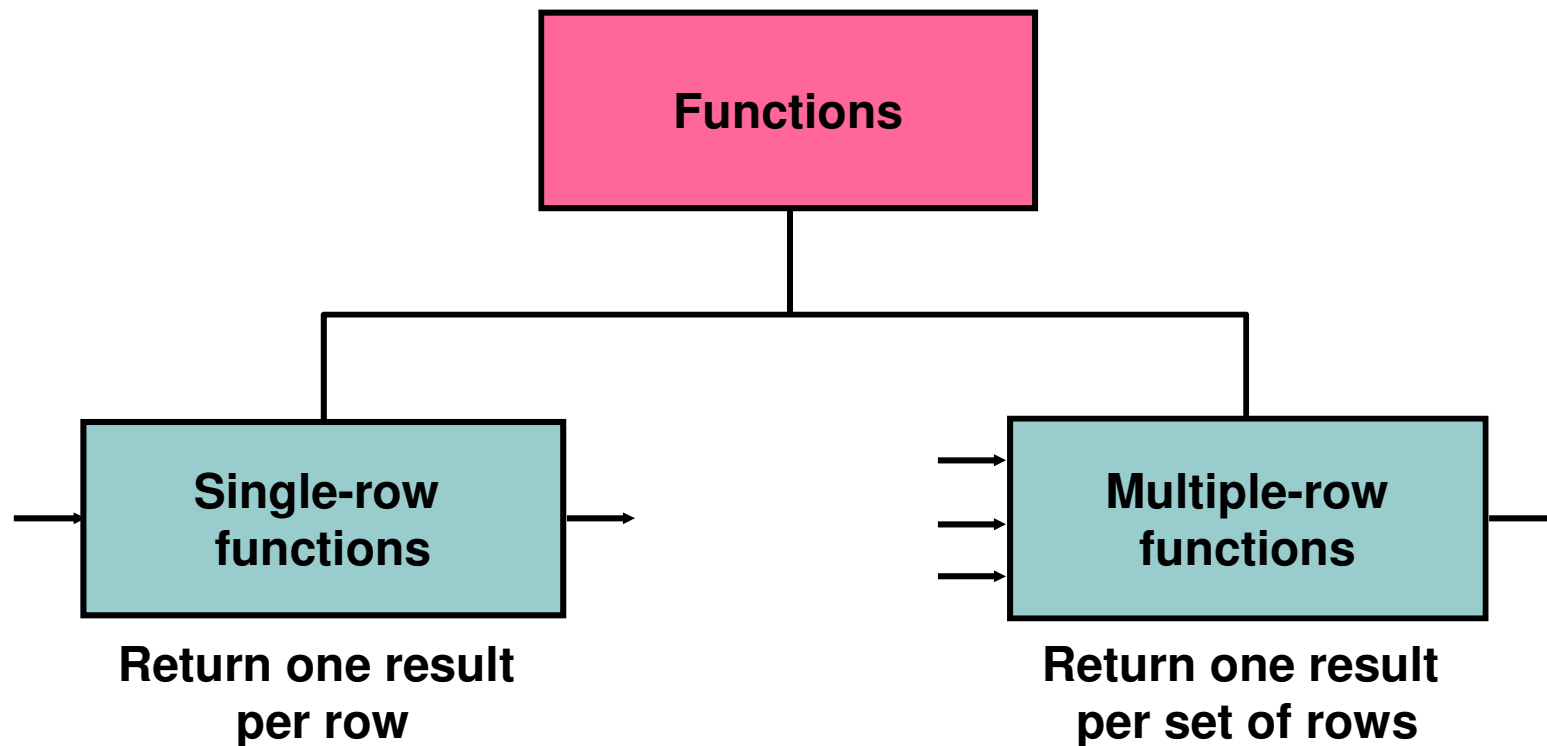 Functions
Single-row
functions
Return one result
per row
Multiple-row
functions
Return one result
per set of rows